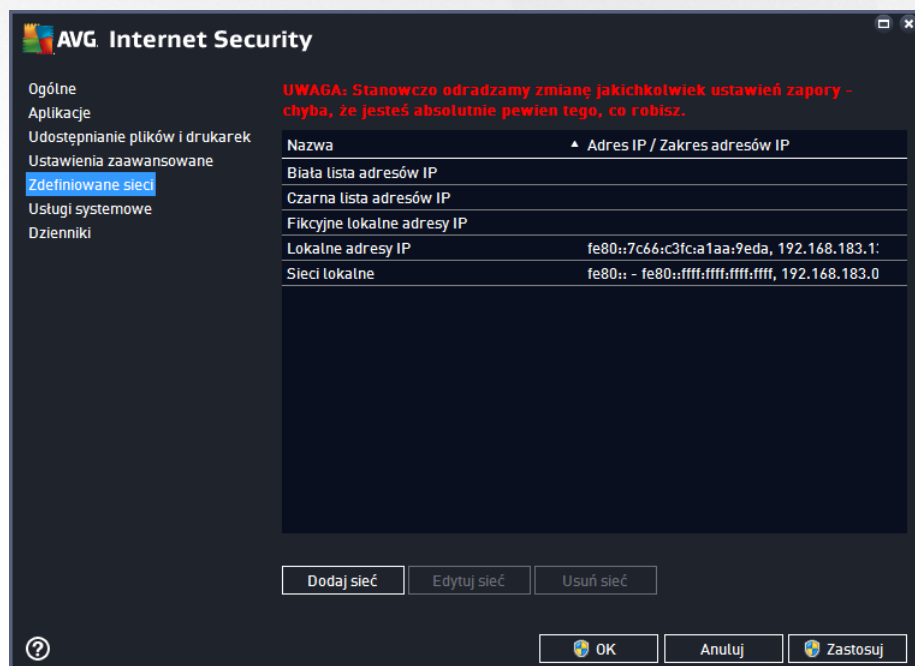 AVG. Internet Security
Ogólne
Aplikacje
Udostępnianie plików i drukarek
Ustawienia zaawansowane
Zdefiniowane sieci
Usługi systemowe
Dzienniki
UWAGA: Stanowczo odradzamy zmianę jakichkolwiek ustawień zapory -
chyba, że jesteś absolutnie pewien tego, co robisz.
Nazwa Adres IP / Zakres adresów IP
Biała lista adresów IP
Czarna lista adresów IP
Fikcyjne lokalne adresy IP
Lokalne adresy IP fe80::7c66:c3fc:a1aa:9eda, 192.168.183.1
Sieci lokalne fe80:: - fe80::ffff:ffff:ffff:ffff, 192.168.183.0
Dodaj sieć Edytuj sieć Usuń sieć
OK Anuluj Zastosuj